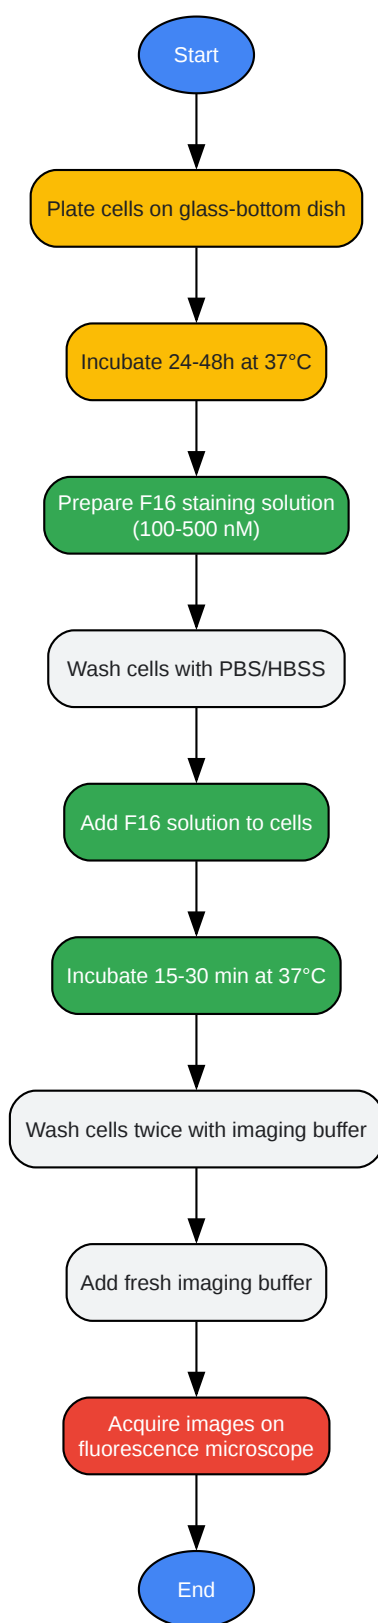 Start
Plate cells on glass-bottom dish
Incubate 24-48h at 37°C
Prepare F16 staining solution
(100-500 nM)
Wash cells with PBS/HBSS
Add F16 solution to cells
Incubate 15-30 min at 37°C
Wash cells twice with imaging buffer
Add fresh imaging buffer
Acquire images on
fluorescence microscope
End